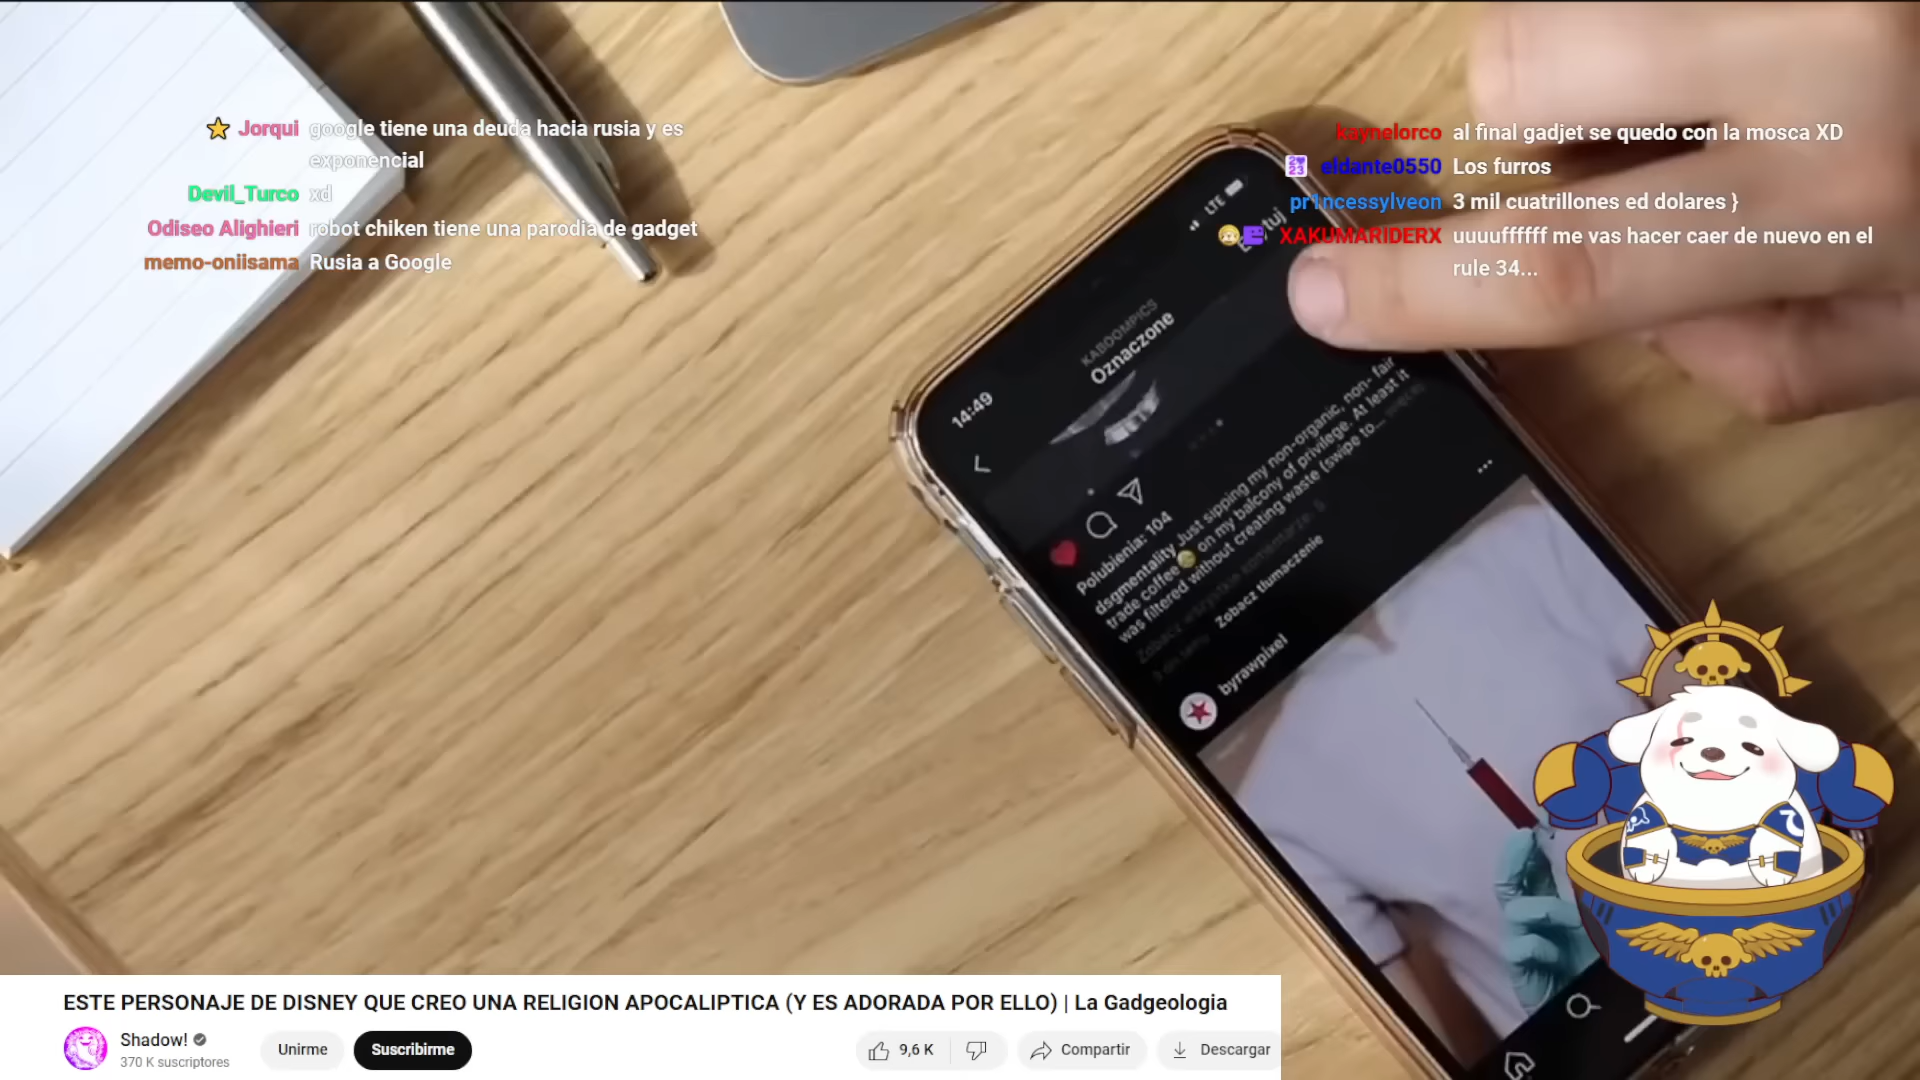 Jorqui google tiene una deuda hacia rusia y es
exponencial
Devil_Turco xd
Odiseo Alighieri robot chiken tiene una parodia de gadget
memo-oniisama Rusia a Google
kaynelorco al final gadjet se quedo con la mosca XD
eldante0550 Los furros
pr1ncessylveon 3 mil cuatrillones ed dolares }
XAKUMARIDERX uuuuffffff me vas hacer caer de nuevo en el
rule 34...
LTE
14:49
KABOOMPICS
Oznaczone
Polubienia: 104
dsgmentality Just sipping my non-organic, non- fair
trade coffee on my balcony of privilege. At least it
was filtered without creating waste (swipe to...
Zobacz tłumaczenie
byrawpixel
ESTE PERSONAJE DE DISNEY QUE CREO UNA RELIGION APOCALIPTICA (Y ES ADORADA POR ELLO) | La Gadgeologia
Shadow!
370 K suscriptores
Unirme
Suscribirme
9,6 K
Compartir
Descargar